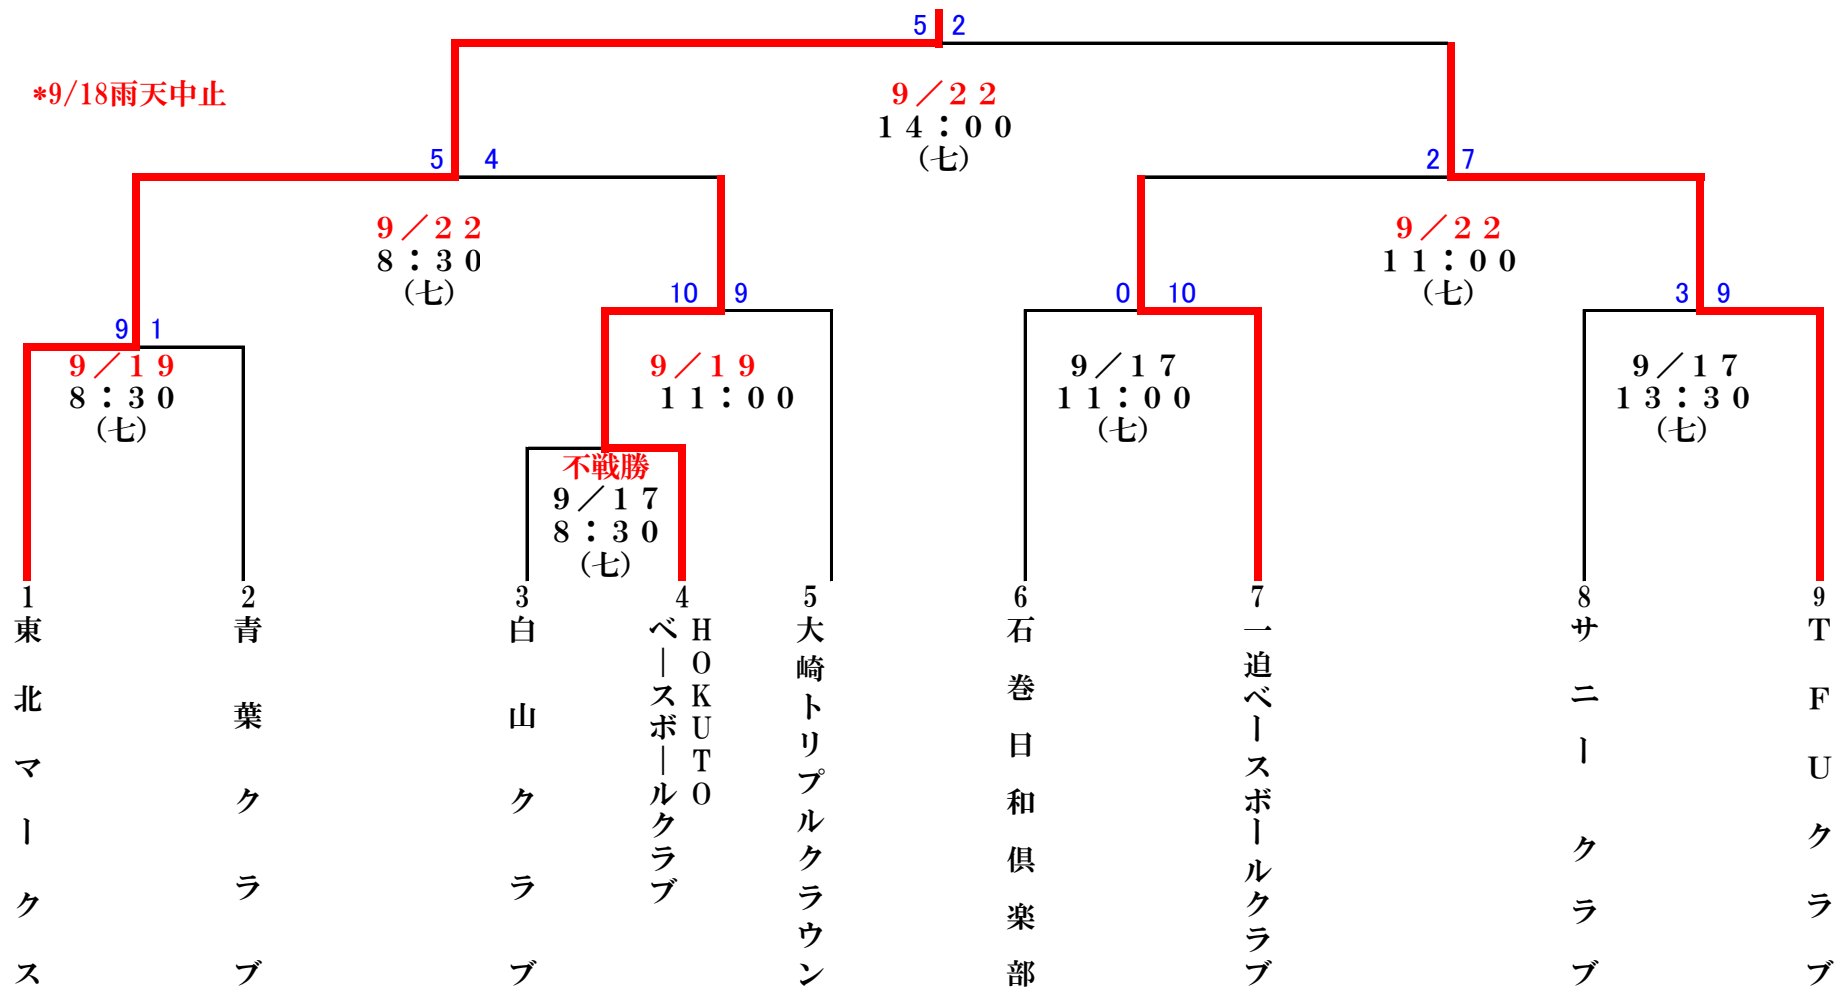 5 2
*9/18雨天中止
9／22
14：00
（七）
5 4
2 7
9／22
8：30
（七）
9／22
11：00
（七）
10 9
0 10
3 9
9 1
9／19
8：30
（七）
9／19
11：00
9／17
11：00
（七）
9／17
13：30
（七）
不戦勝
9／17
8：30
（七）
1
東北マークス
2
青葉クラブ
3
白山クラブ
4
HOKUTO
ベースボールクラブ
5
大崎トリプルクラウン
6
石巻日和倶楽部
7
一迫ベースボールクラブ
8
サニークラブ
9
TFUクラブ